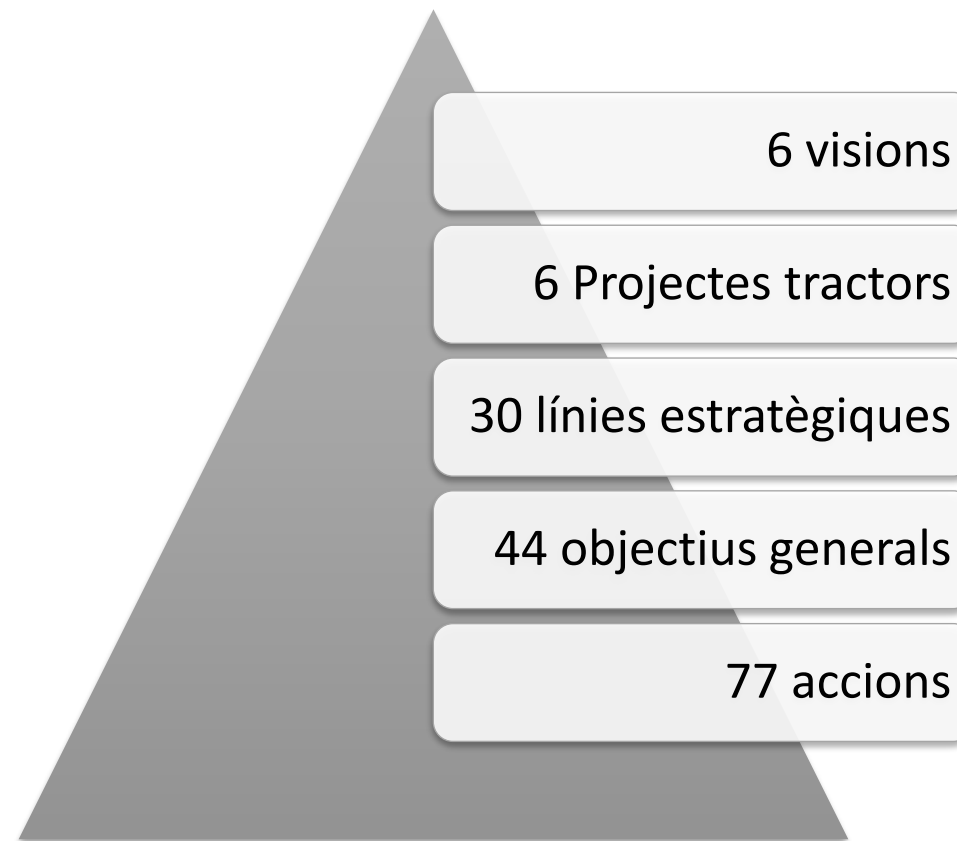 6 visions
6 Projectes tractors
30 línies estratègiques
44 objectius generals
77 accions